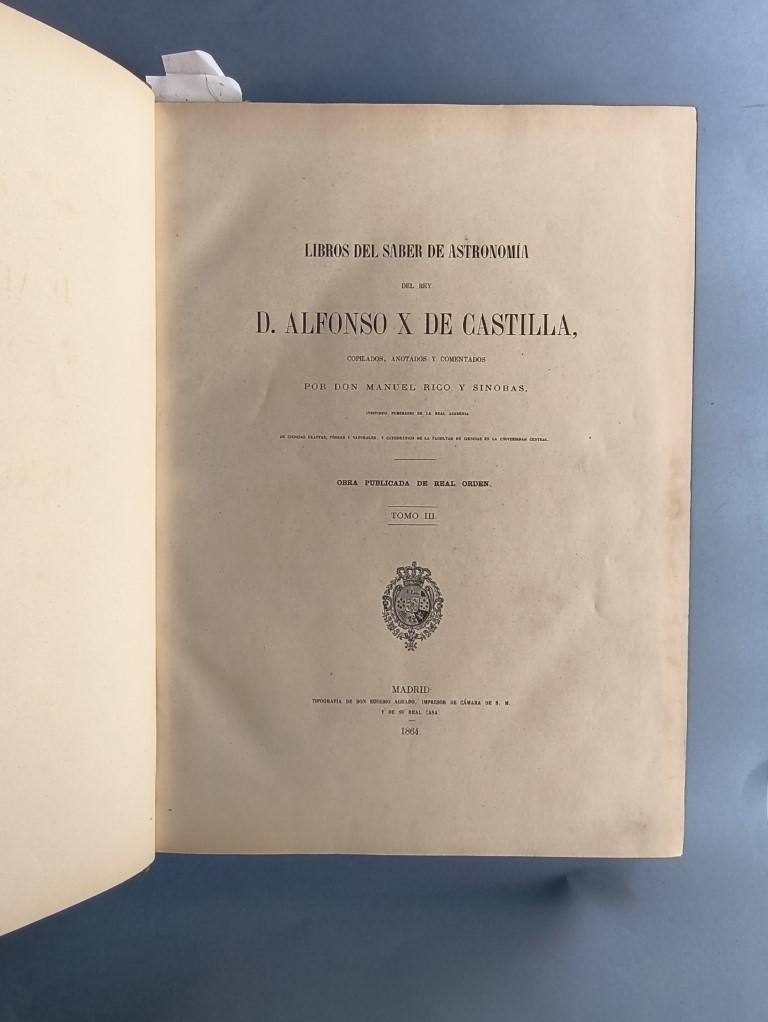 LIBROS DEL SABER DE ASTRONOMÍA
DEL REY
D. ALFONSO X DE CASTILLA,
COPILADOS, ANOTADOS Y COMENTADOS
POR DON MANUEL RICO Y SINOBAS,
INDIVIDUO NUMERARIO DE LA REAL ACADEMIA
DE CIENCIAS EXACTAS, FÍSICAS Y NATURALES, Y CATEDRÁTICO DE LA FACULTAD DE CIENCIAS EN LA UNIVERSIDAD CENTRAL.
OBRA PUBLICADA DE REAL ORDEN.
TOMO III.
MADRID:
TIPOGRAFÍA DE DON EUSEBIO AGUADO, IMPRESOR DE CÁMARA DE S. M.
Y DE SU REAL CASA.
1864.